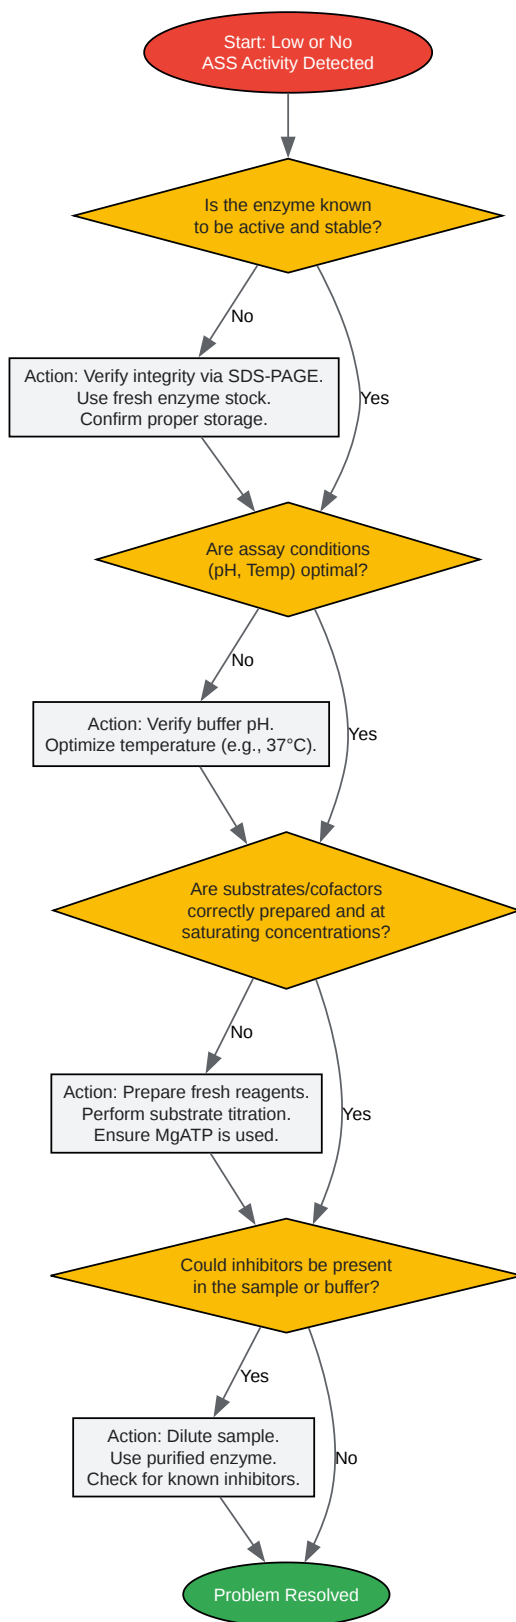 Start: Low or No
ASS Activity Detected
Is the enzyme known
to be active and stable?
No
Yes
Action: Verify integrity via SDS-PAGE.
Use fresh enzyme stock.
Confirm proper storage.
Are assay conditions
(pH, Temp) optimal?
No
Yes
Action: Verify buffer pH.
Optimize temperature (e.g., 37°C).
Are substrates/cofactors
correctly prepared and at
saturating concentrations?
No
Yes
Action: Prepare fresh reagents.
Perform substrate titration.
Ensure MgATP is used.
Could inhibitors be present
in the sample or buffer?
Yes
No
Action: Dilute sample.
Use purified enzyme.
Check for known inhibitors.
Problem Resolved